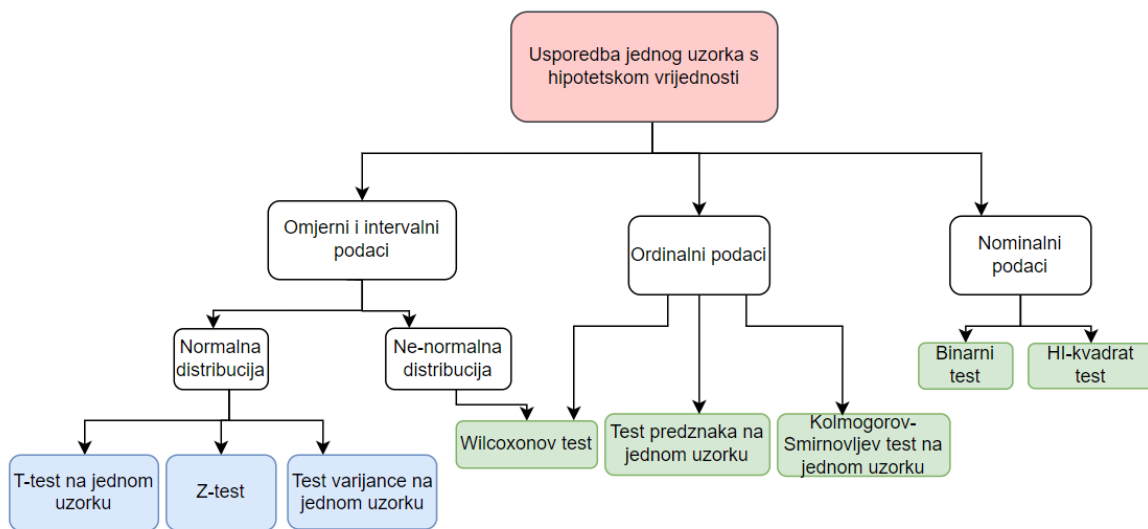 Usporedba jednog uzorka s
hipotetskom vrijednosti
Omjerni i intervalni
podaci
Ordinalni podaci
Nominalni
podaci
Normalna
distribucija
Ne-normalna
distribucija
Binarni
test
HI-kvadrat
test
Wilcoxonov test
Test predznaka na
jednom uzorku
Kolmogorov-
Smirnovljev test na
jednom uzorku
T-test na jednom
uzorku
Z-test
Test varijance na
jednom uzorku